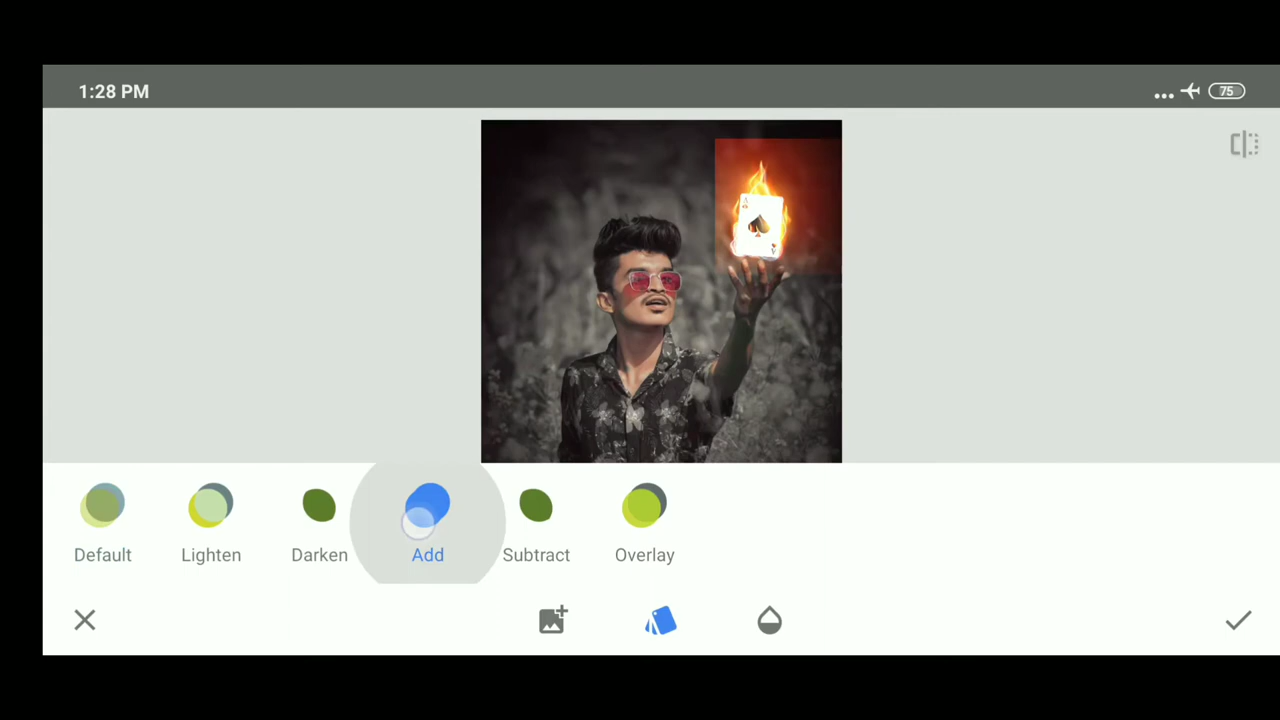 1:28 PM
75
A
A
Default
Lighten
Darken
Add
Subtract
Overlay